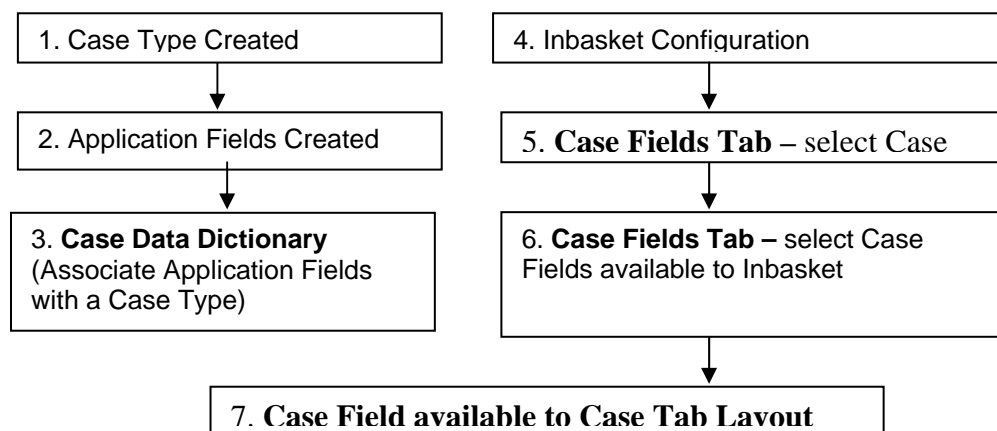 1. Case Type Created
2. Application Fields Created
3. Case Data Dictionary
(Associate Application Fields
with a Case Type)
4. Inbasket Configuration
5. Case Fields Tab – select Case
6. Case Fields Tab – select Case
Fields available to Inbasket
7. Case Field available to Case Tab Layout